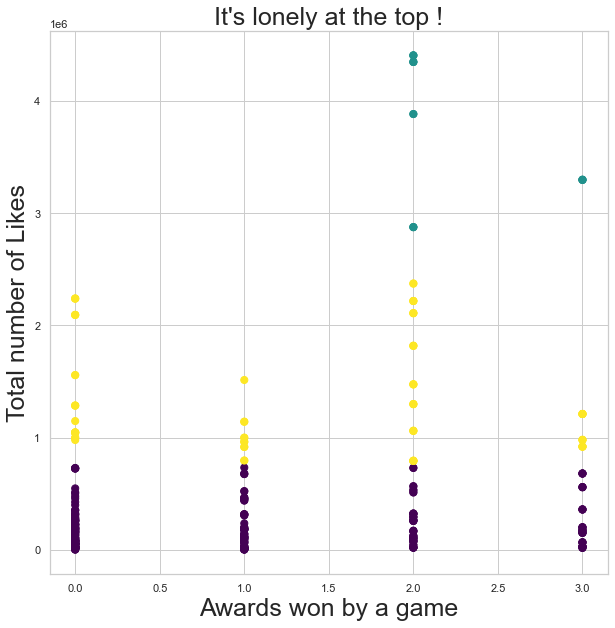 It's lonely at the top !
1e6
4
3
2
1
0
Total number of Likes
0.0 0.5 1.0 1.5 2.0 2.5 3.0
Awards won by a game